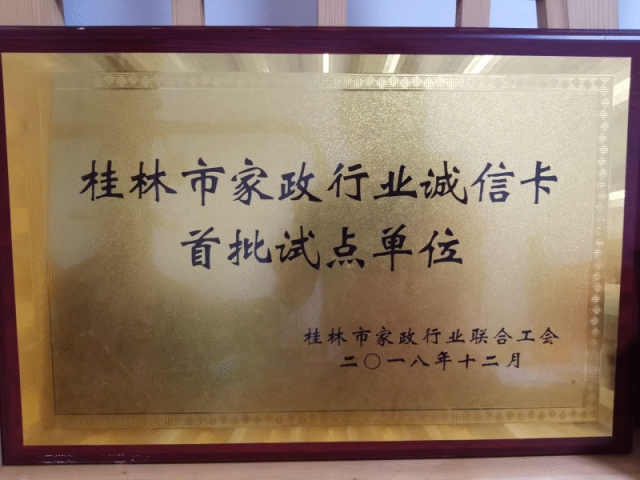 桂林市家政行业诚信卡
首批试点单位
桂林市家政行业联合工会
二〇一八年十二月